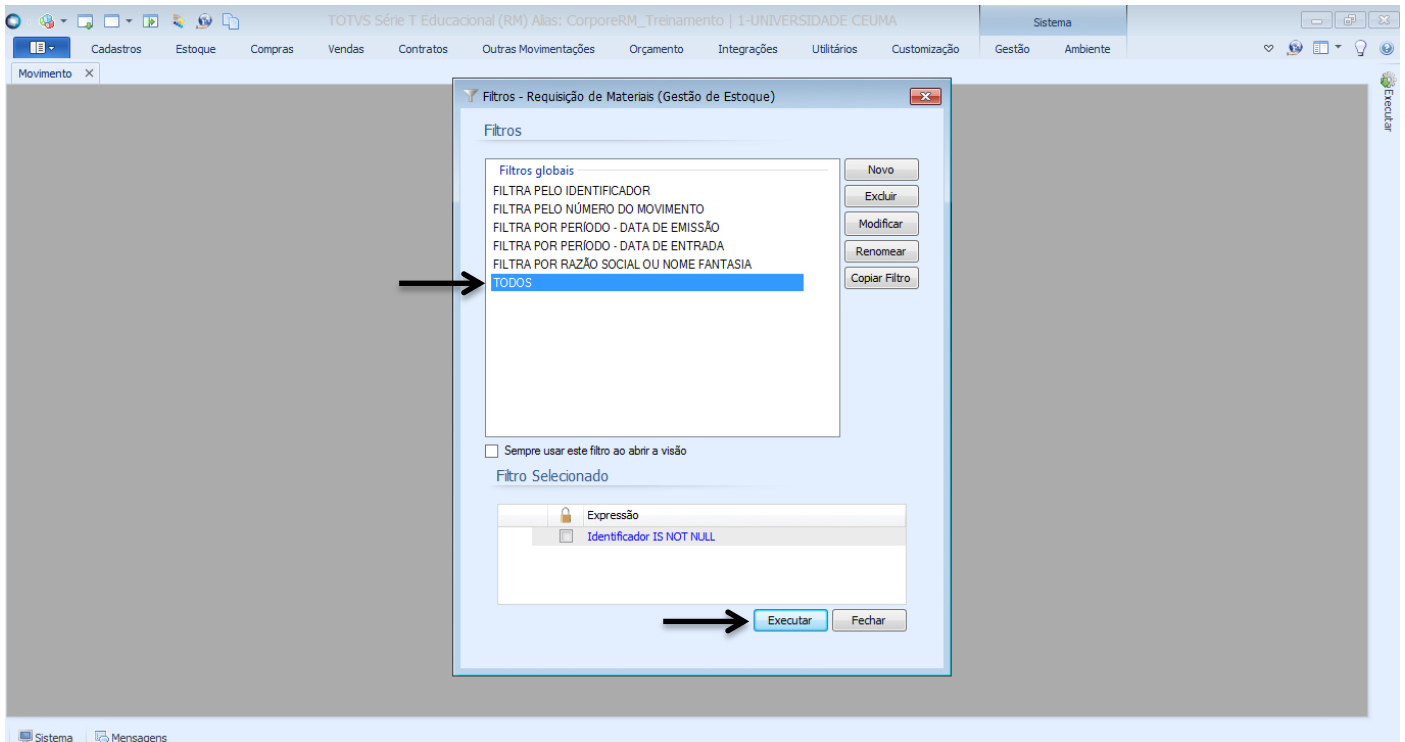 TOTVS Série T Educacional (RM) Alias: CorporeRM_Treinamento | 1-UNIVERSIDADE CEUMA
Sistema
Cadastros Estoque Compras Vendas Contratos Outras Movimentações Orçamento Integrações Utilitários Customização Gestão Ambiente
Movimento
Executar
Filtros - Requisição de Materiais (Gestão de Estoque)
Filtros
Filtros globais
FILTRA PELO IDENTIFICADOR
FILTRA PELO NÚMERO DO MOVIMENTO
FILTRA POR PERÍODO - DATA DE EMISSÃO
FILTRA POR PERÍODO - DATA DE ENTRADA
FILTRA POR RAZÃO SOCIAL OU NOME FANTASIA
TODOS
Novo
Excluir
Modificar
Renomear
Copiar Filtro
Sempre usar este filtro ao abrir a visão
Filtro Selecionado
Expressão
Identificador IS NOT NULL
Executar Fechar
Sistema Mensagens